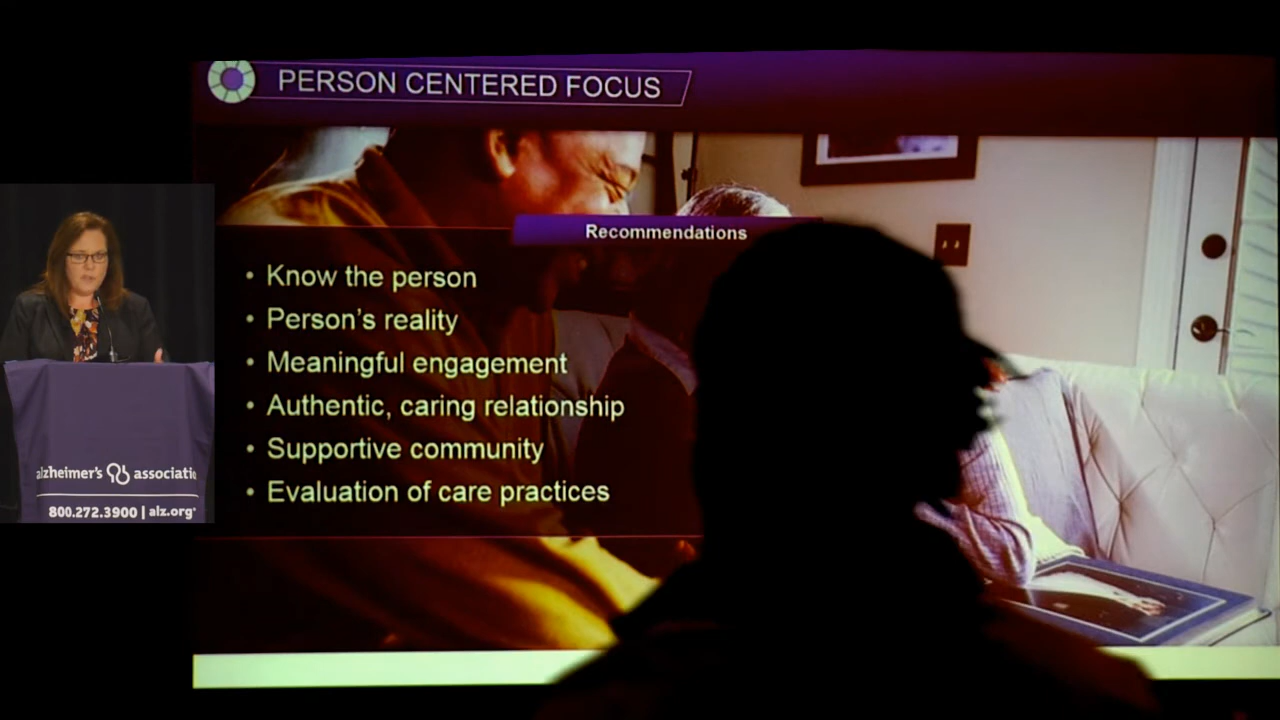 PERSON CENTERED FOCUS
Recommendations
• Know the person
• Person's reality
• Meaningful engagement
• Authentic, caring relationship
• Supportive community
• Evaluation of care practices
alzheimer's associatio
800.272.3900 | alz.org®